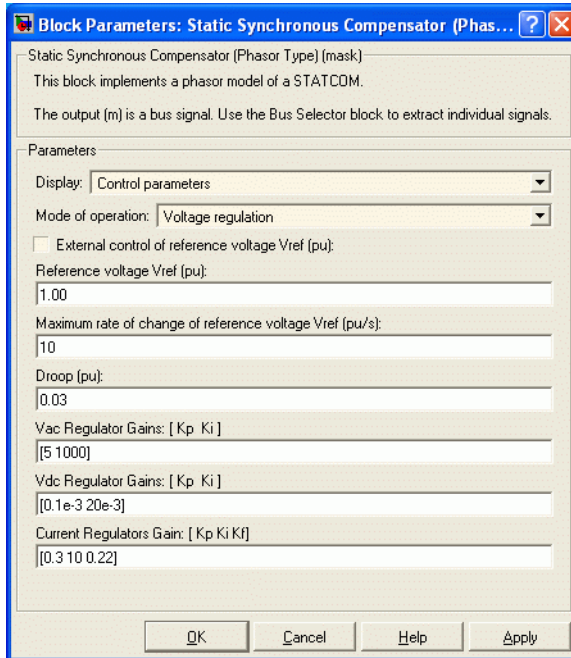 Block Parameters: Static Synchronous Compensator (Phas...
Static Synchronous Compensator (Phasor Type) (mask)
This block implements a phasor model of a STATCOM.
The output (m) is a bus signal. Use the Bus Selector block to extract individual signals.
Parameters
Display: Control parameters
Mode of operation: Voltage regulation
External control of reference voltage Vref (pu):
Reference voltage Vref (pu):
1.00
Maximum rate of change of reference voltage Vref (pu/s):
10
Droop (pu):
0.03
Vac Regulator Gains: [ Kp Ki ]
[5 1000]
Vdc Regulator Gains: [ Kp Ki ]
[0.1e-3 20e-3]
Current Regulators Gain: [ Kp Ki Kf]
[0.3 10 0.22]
OK Cancel Help Apply